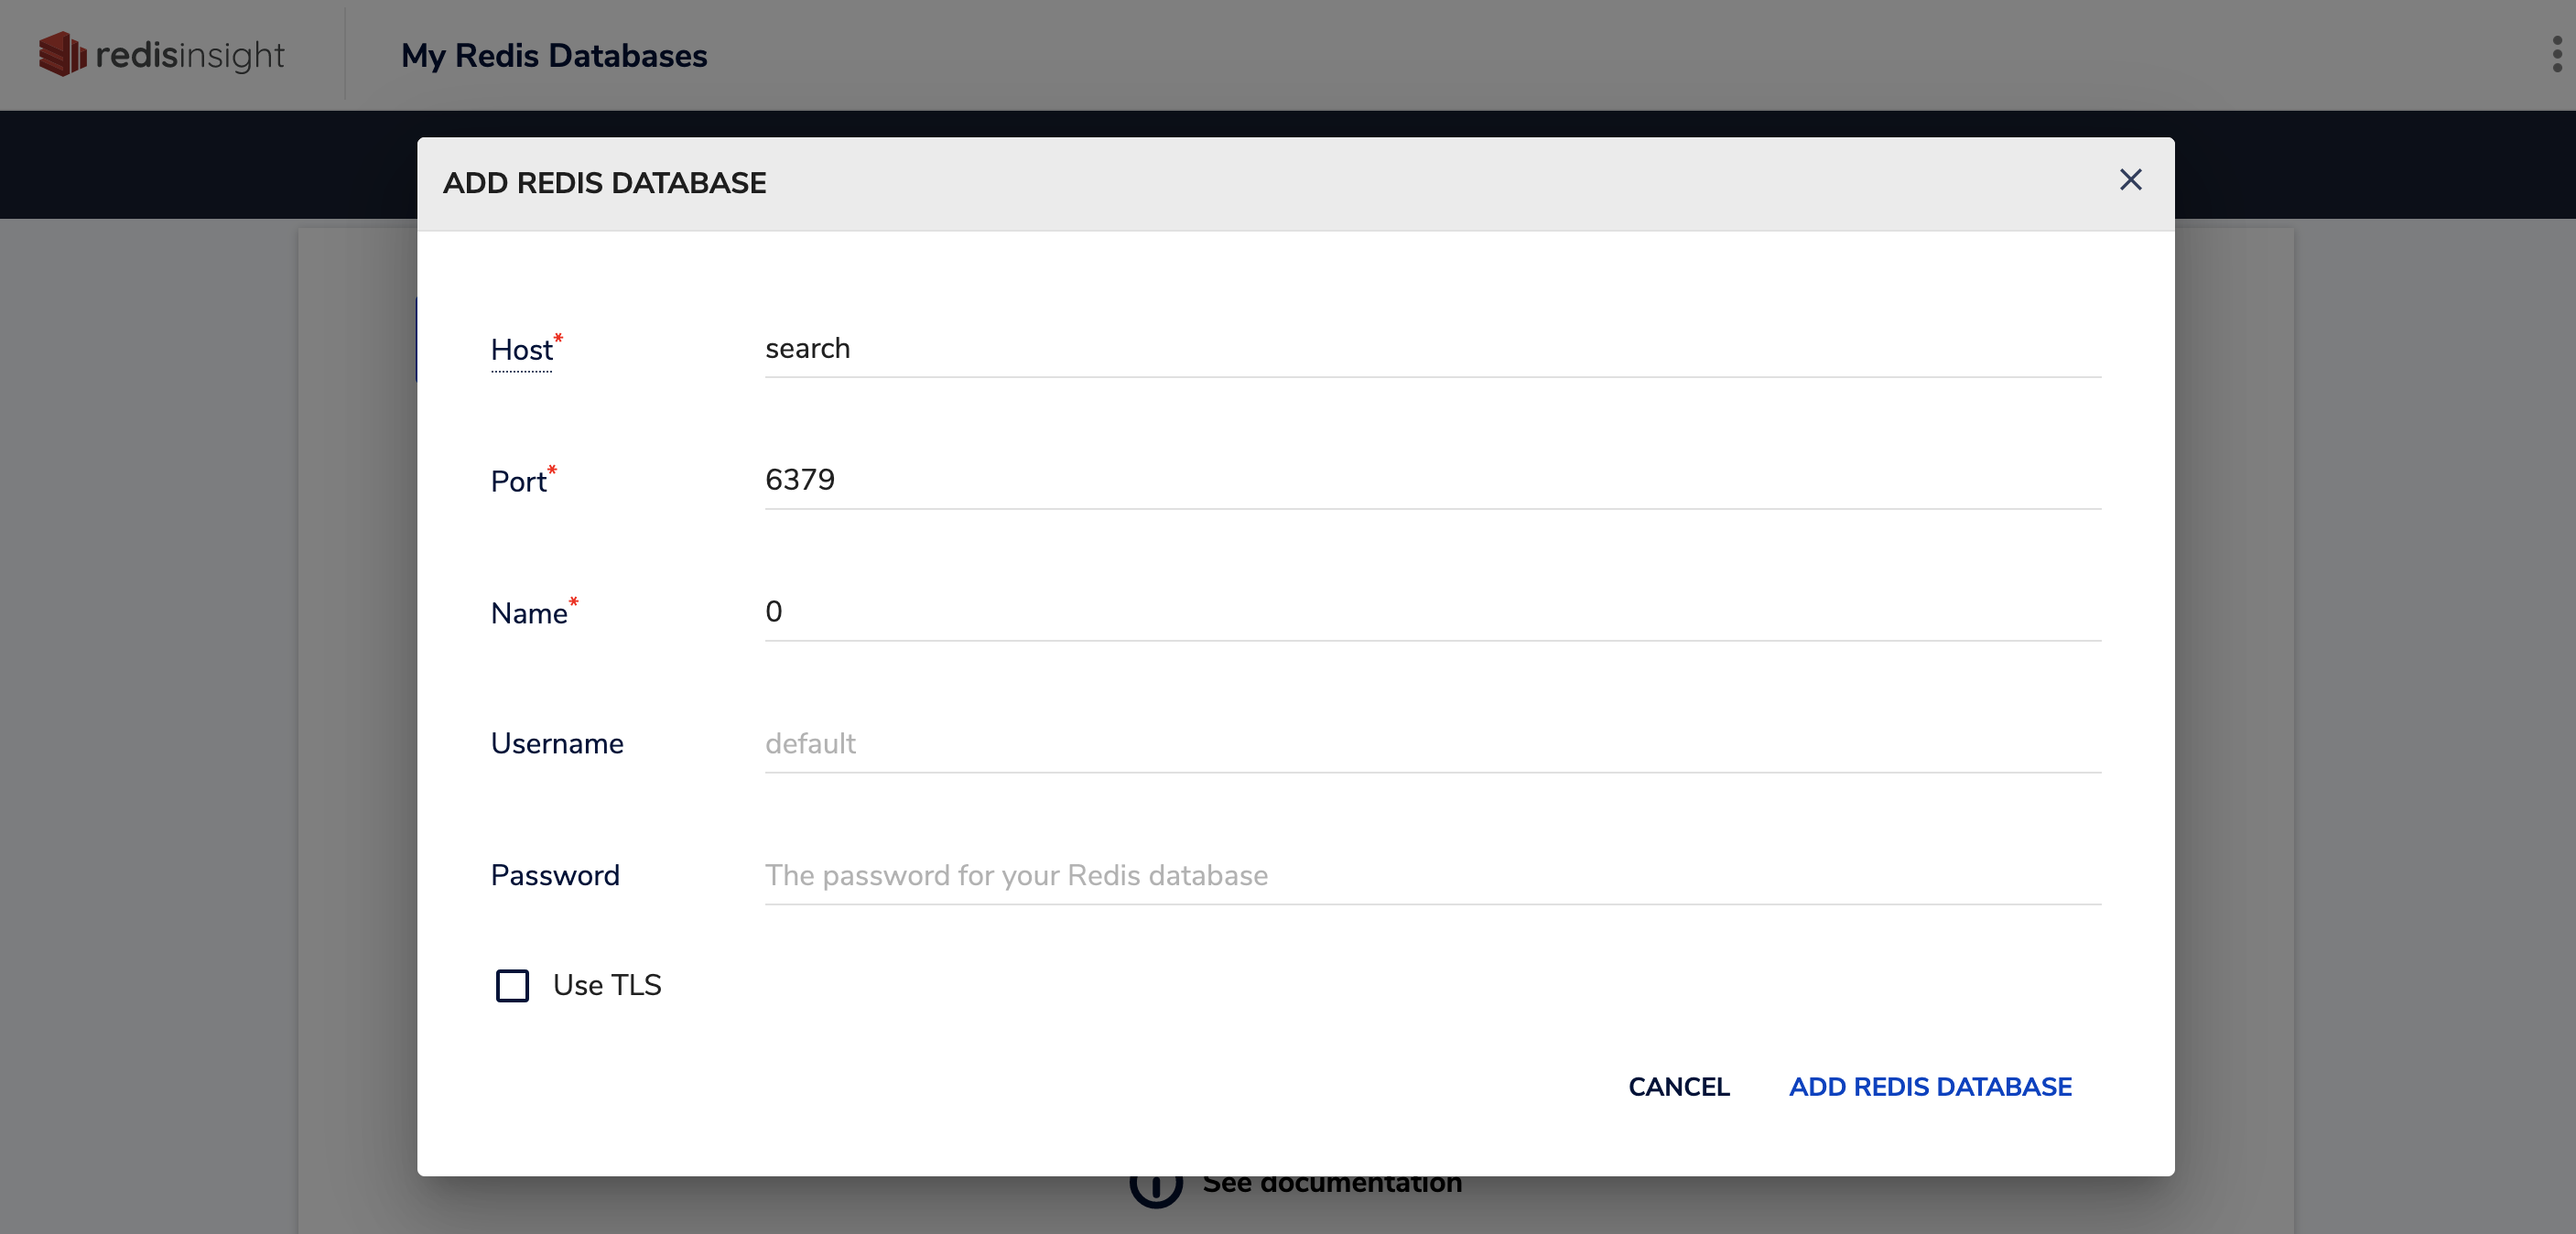 redisinsight
My Redis Databases
ADD REDIS DATABASE
Host*
search
Port*
6379
Name*
0
Username
default
Password
The password for your Redis database
Use TLS
CANCEL
ADD REDIS DATABASE
See documentation